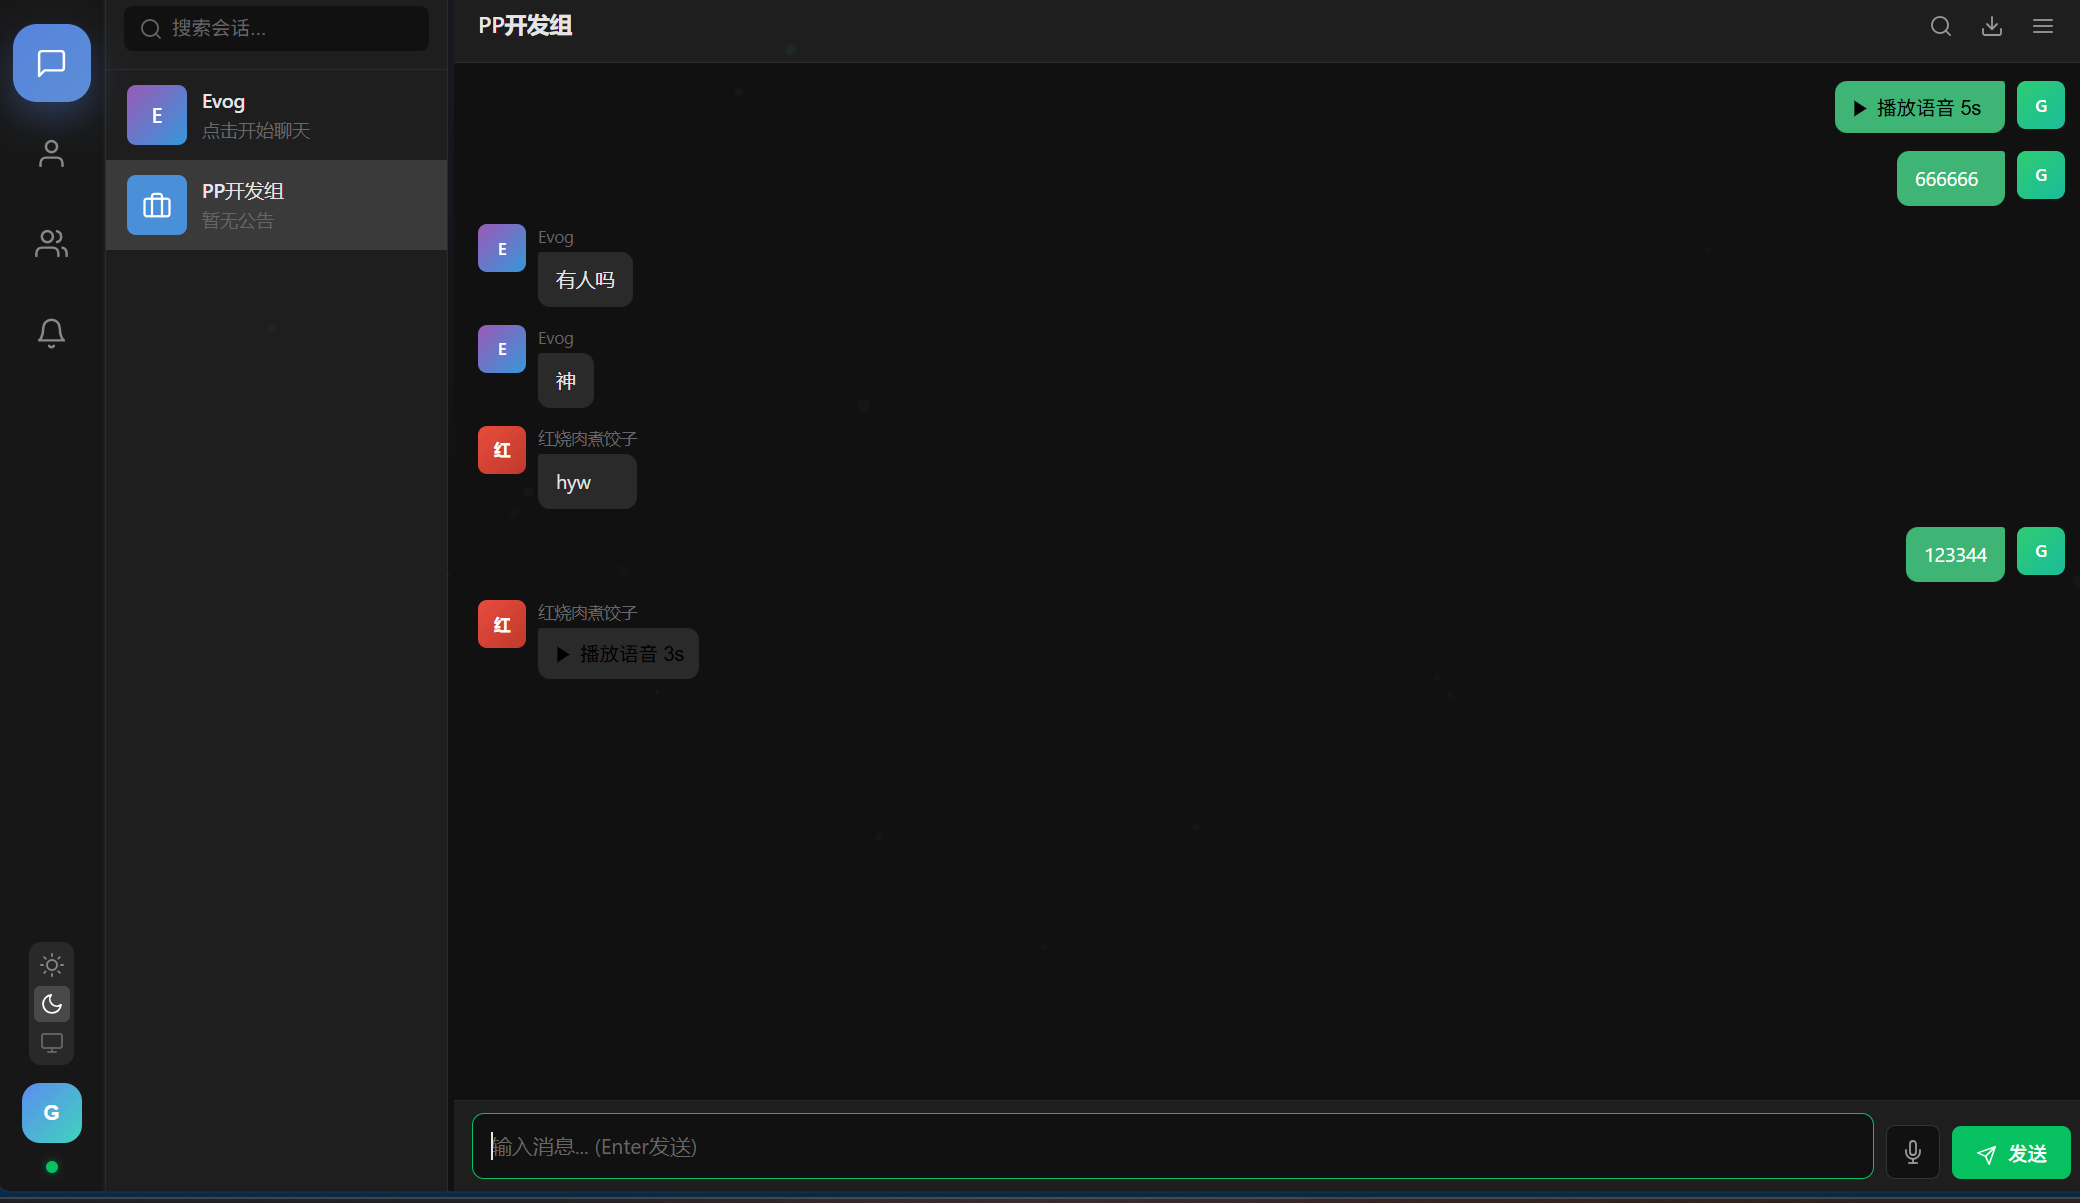 搜索会话...
E
Evog
点击开始聊天
PP开发组
暂无公告
G
PP开发组
播放语音 5s
G
666666
G
E
Evog
有人吗
E
Evog
神
红
红烧肉煮饺子
hyw
123344
G
红
红烧肉煮饺子
播放语音 3s
输入消息... (Enter发送)
发送